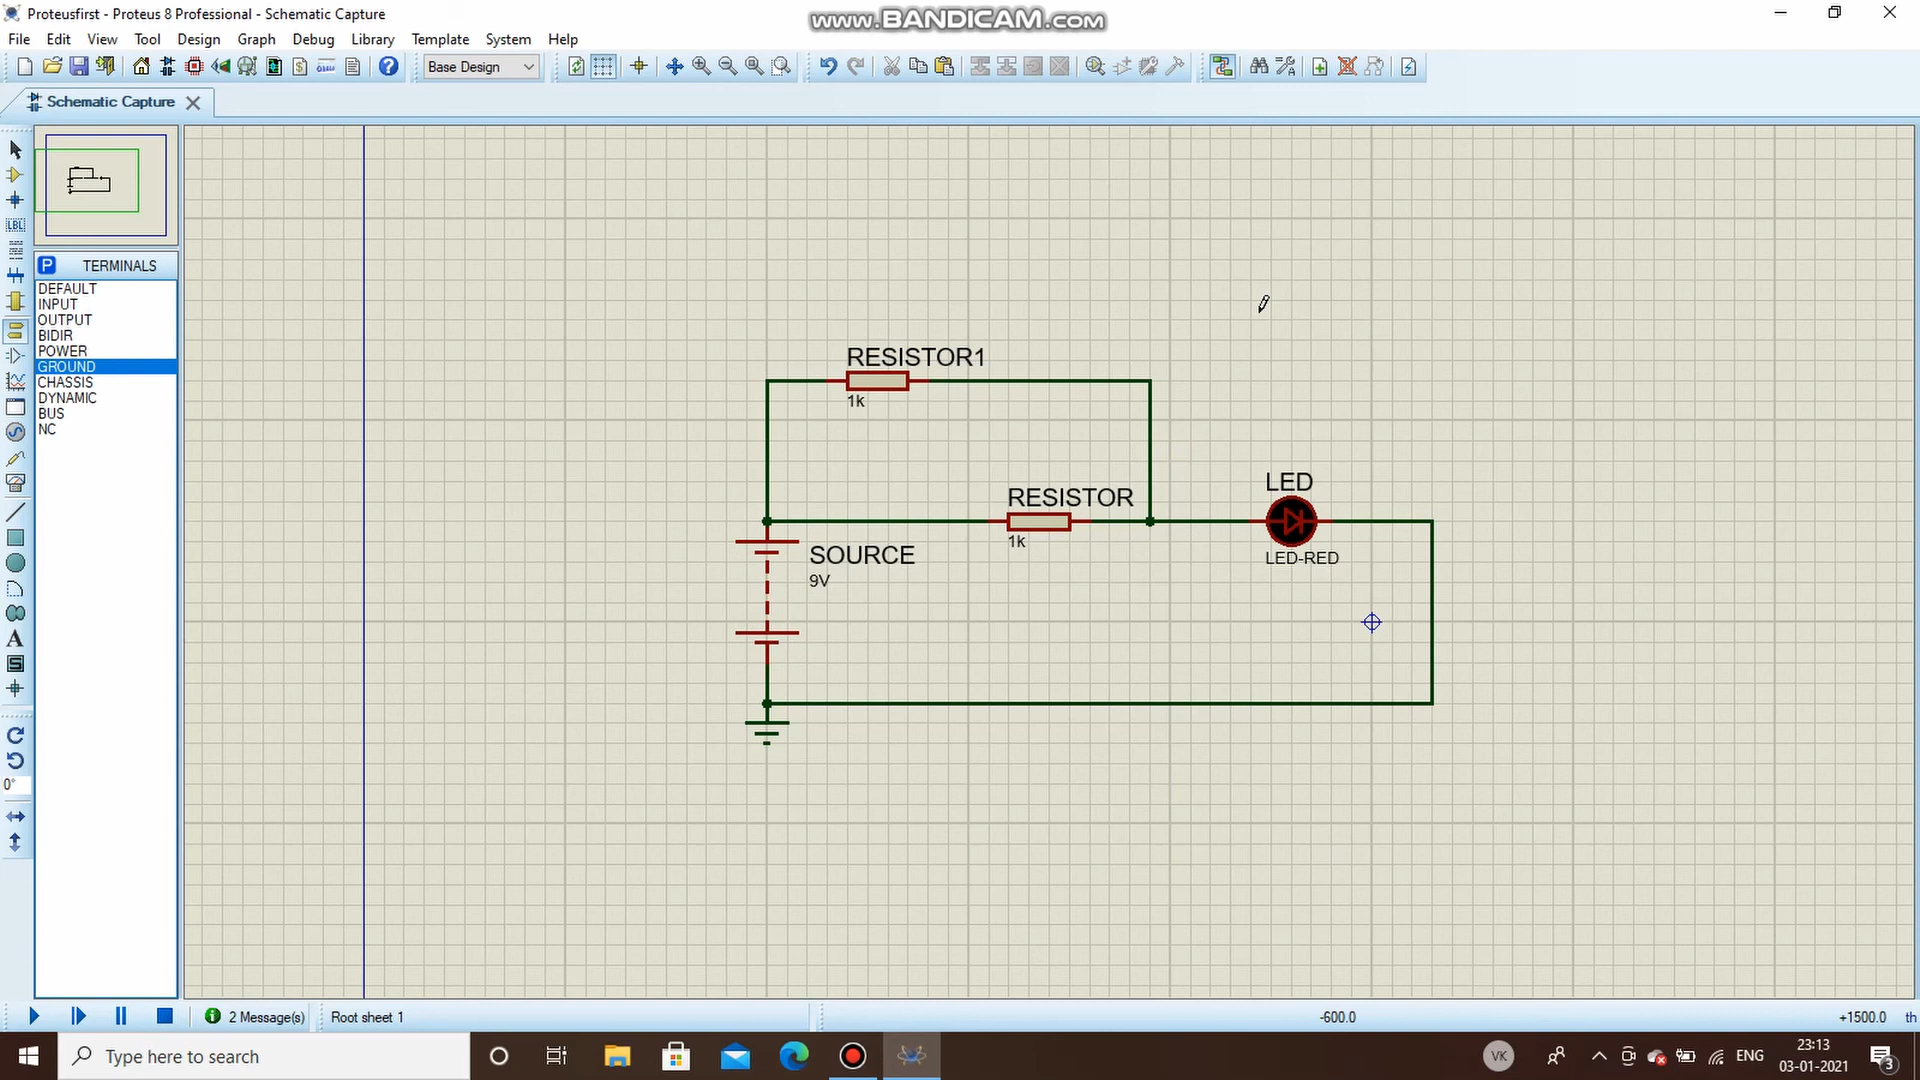 Proteusfirst - Proteus 8 Professional - Schematic Capture
www.BANDICAM.com
File Edit View Tool Design Graph Debug Library Template System Help
Base Design
Schematic Capture
LBL
P TERMINALS
DEFAULT
INPUT
OUTPUT
BIDIR
POWER
GROUND
CHASSIS
DYNAMIC
BUS
NC
A
S
0°
RESISTOR1
1k
RESISTOR
1k
LED
LED-RED
SOURCE
9V
2 Message(s)
Root sheet 1
-600.0
+1500.0
th
Type here to search
VK
ENG
23:13
03-01-2021
3